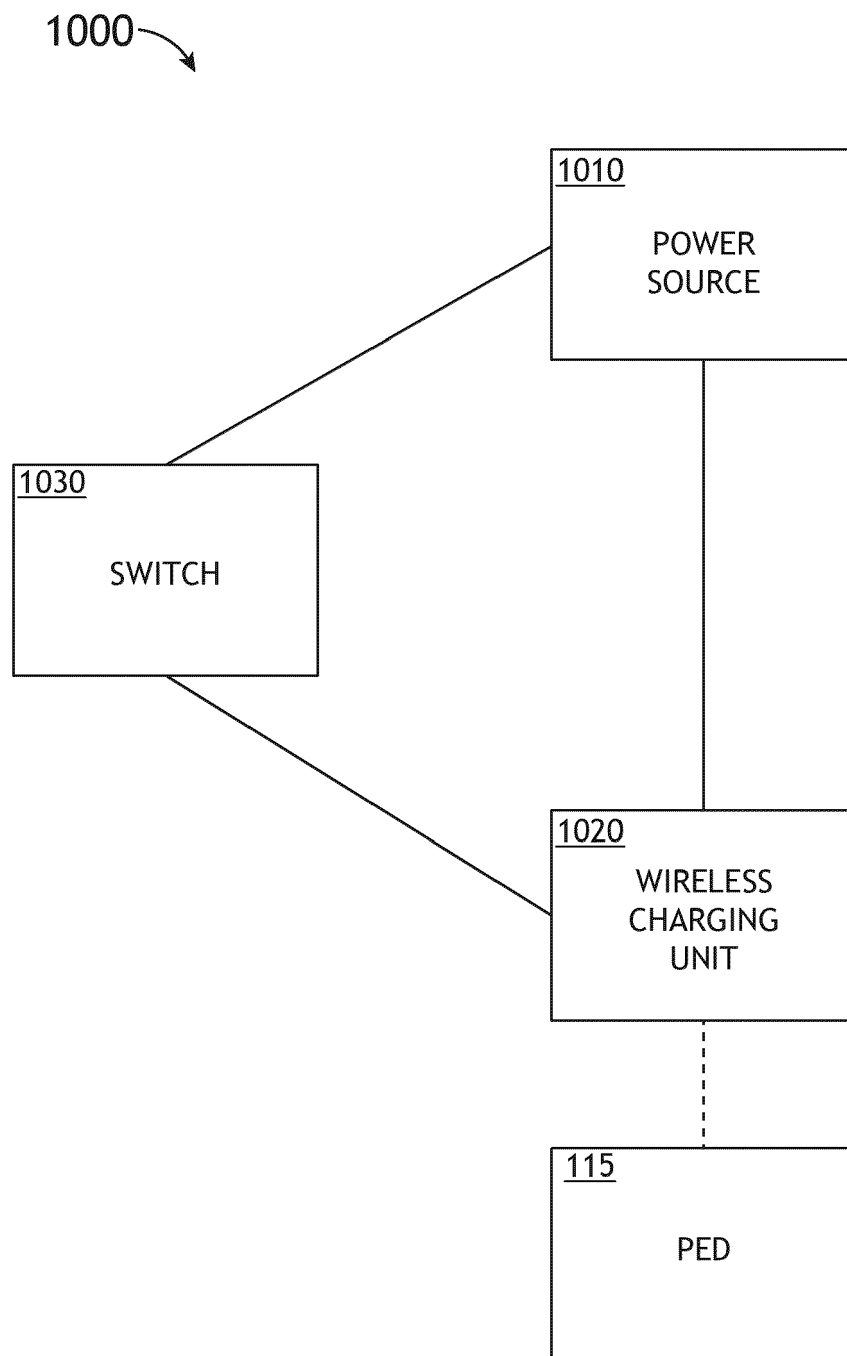 1000
1010
POWER
SOURCE
1030
SWITCH
1020
WIRELESS
CHARGING
UNIT
115
PED